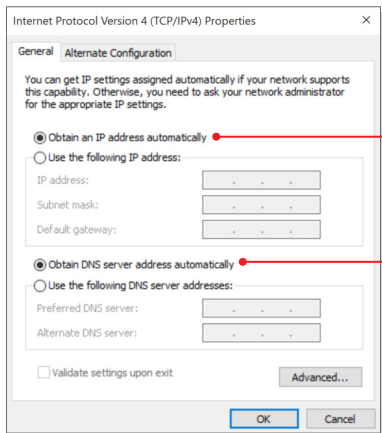 Internet Protocol Version 4 (TCP/IPv4) Properties
General Alternate Configuration
You can get IP settings assigned automatically if your network supports
this capability. Otherwise, you need to ask your network administrator
for the appropriate IP settings.
Obtain an IP address automatically
Use the following IP address:
IP address:
Subnet mask:
Default gateway:
Obtain DNS server address automatically
Use the following DNS server addresses:
Preferred DNS server:
Alternate DNS server:
Validate settings upon exit
Advanced...
OK Cancel